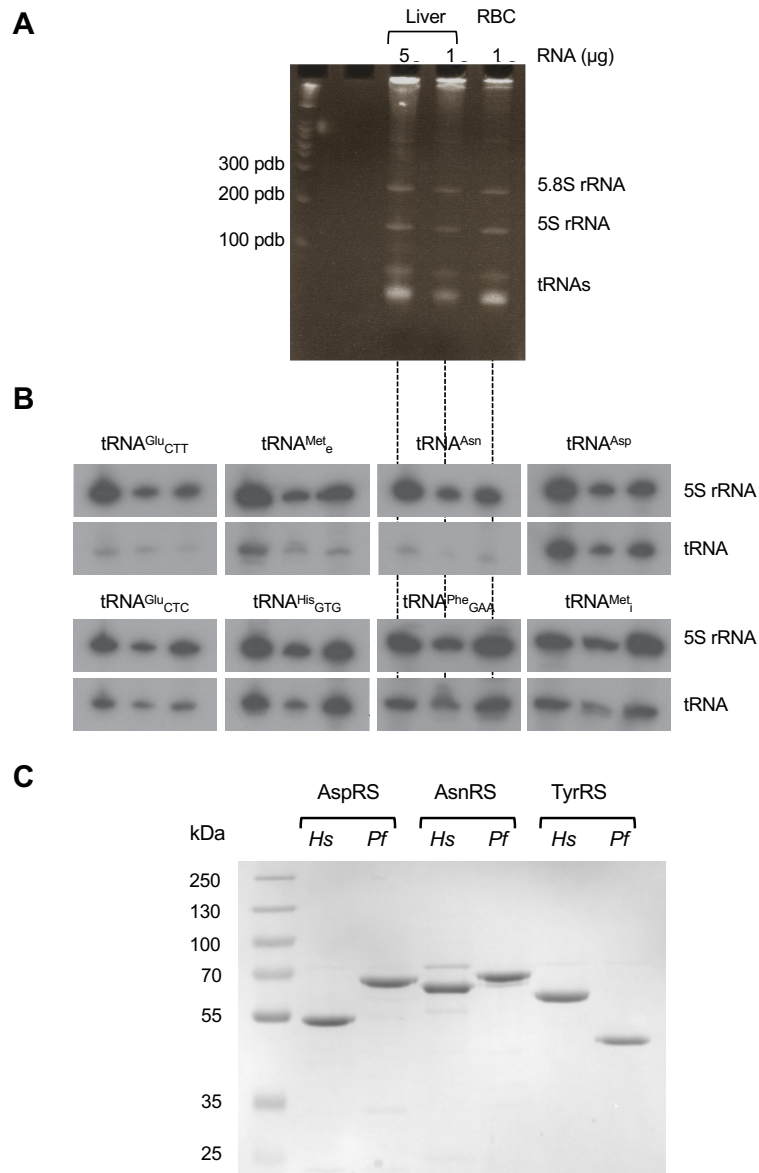 A
Liver RBC
5 1 1 RNA (µg)
300 pdb
200 pdb
100 pdb
5.8S rRNA
5S rRNA
tRNAs
B
tRNAGluCTT tRNAMete tRNAAsn tRNAAsp
5S rRNA
tRNA
tRNAGluCTC tRNAHisGTG tRNAPheGAA tRNAMeti
5S rRNA
tRNA
C
AspRS AsnRS TyrRS
kDa Hs Pf Hs Pf Hs Pf
250
130
100
70
55
35
25